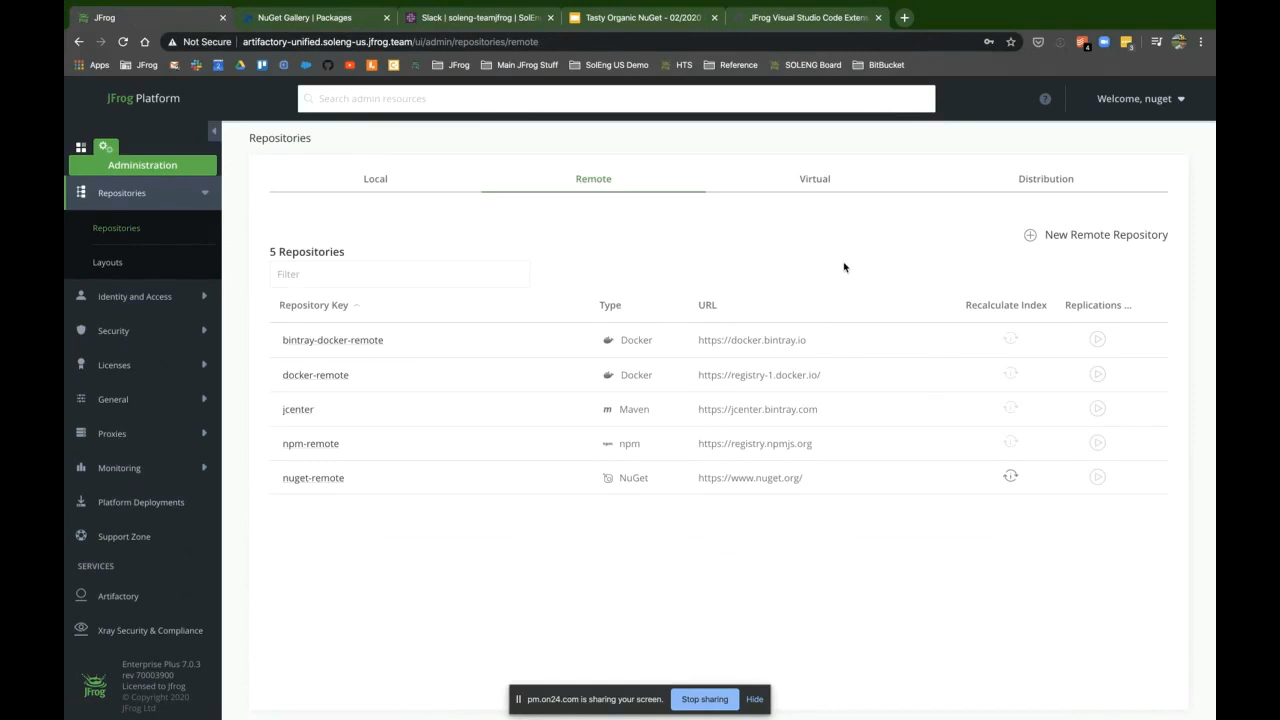 JFrog
NuGet Gallery | Packages
Slack | soleng-teamjfrog | SolEn
Tasty Organic NuGet - 02/2020
JFrog Visual Studio Code Exten
Not Secure
artifactory-unified.soleng-us.jfrog.team/ui/admin/repositories/remote
4
3
Apps
JFrog
Main JFrog Stuff
SolEng US Demo
HTS
Reference
SOLENG Board
BitBucket
JFrog Platform
Search admin resources
Welcome, nuget
Administration
Repositories
Repositories
Layouts
Identity and Access
Security
Licenses
General
Proxies
Monitoring
Platform Deployments
Support Zone
SERVICES
Artifactory
Xray Security & Compliance
JFrog
Enterprise Plus 7.0.3
rev 70003900
Licensed to Jfrog
© Copyright 2020
JFrog Ltd
Repositories
Local
Remote
Virtual
Distribution
New Remote Repository
5 Repositories
Filter
Repository Key
Type
URL
Recalculate Index
Replications ...
bintray-docker-remote
Docker
https://docker.bintray.io
docker-remote
Docker
https://registry-1.docker.io/
jcenter
m
Maven
https://jcenter.bintray.com
npm-remote
npm
https://registry.npmjs.org
nuget-remote
NuGet
https://www.nuget.org/
pm.on24.com is sharing your screen.
Stop sharing
Hide